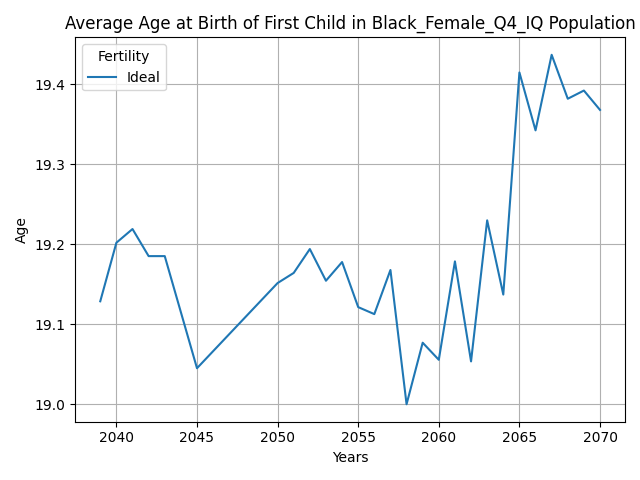 Average Age at Birth of First Child in Black_Female_Q4_IQ Population
Fertility
Ideal
19.4
19.3
19.2
19.1
19.0
Age
2040 2045 2050 2055 2060 2065 2070
Years